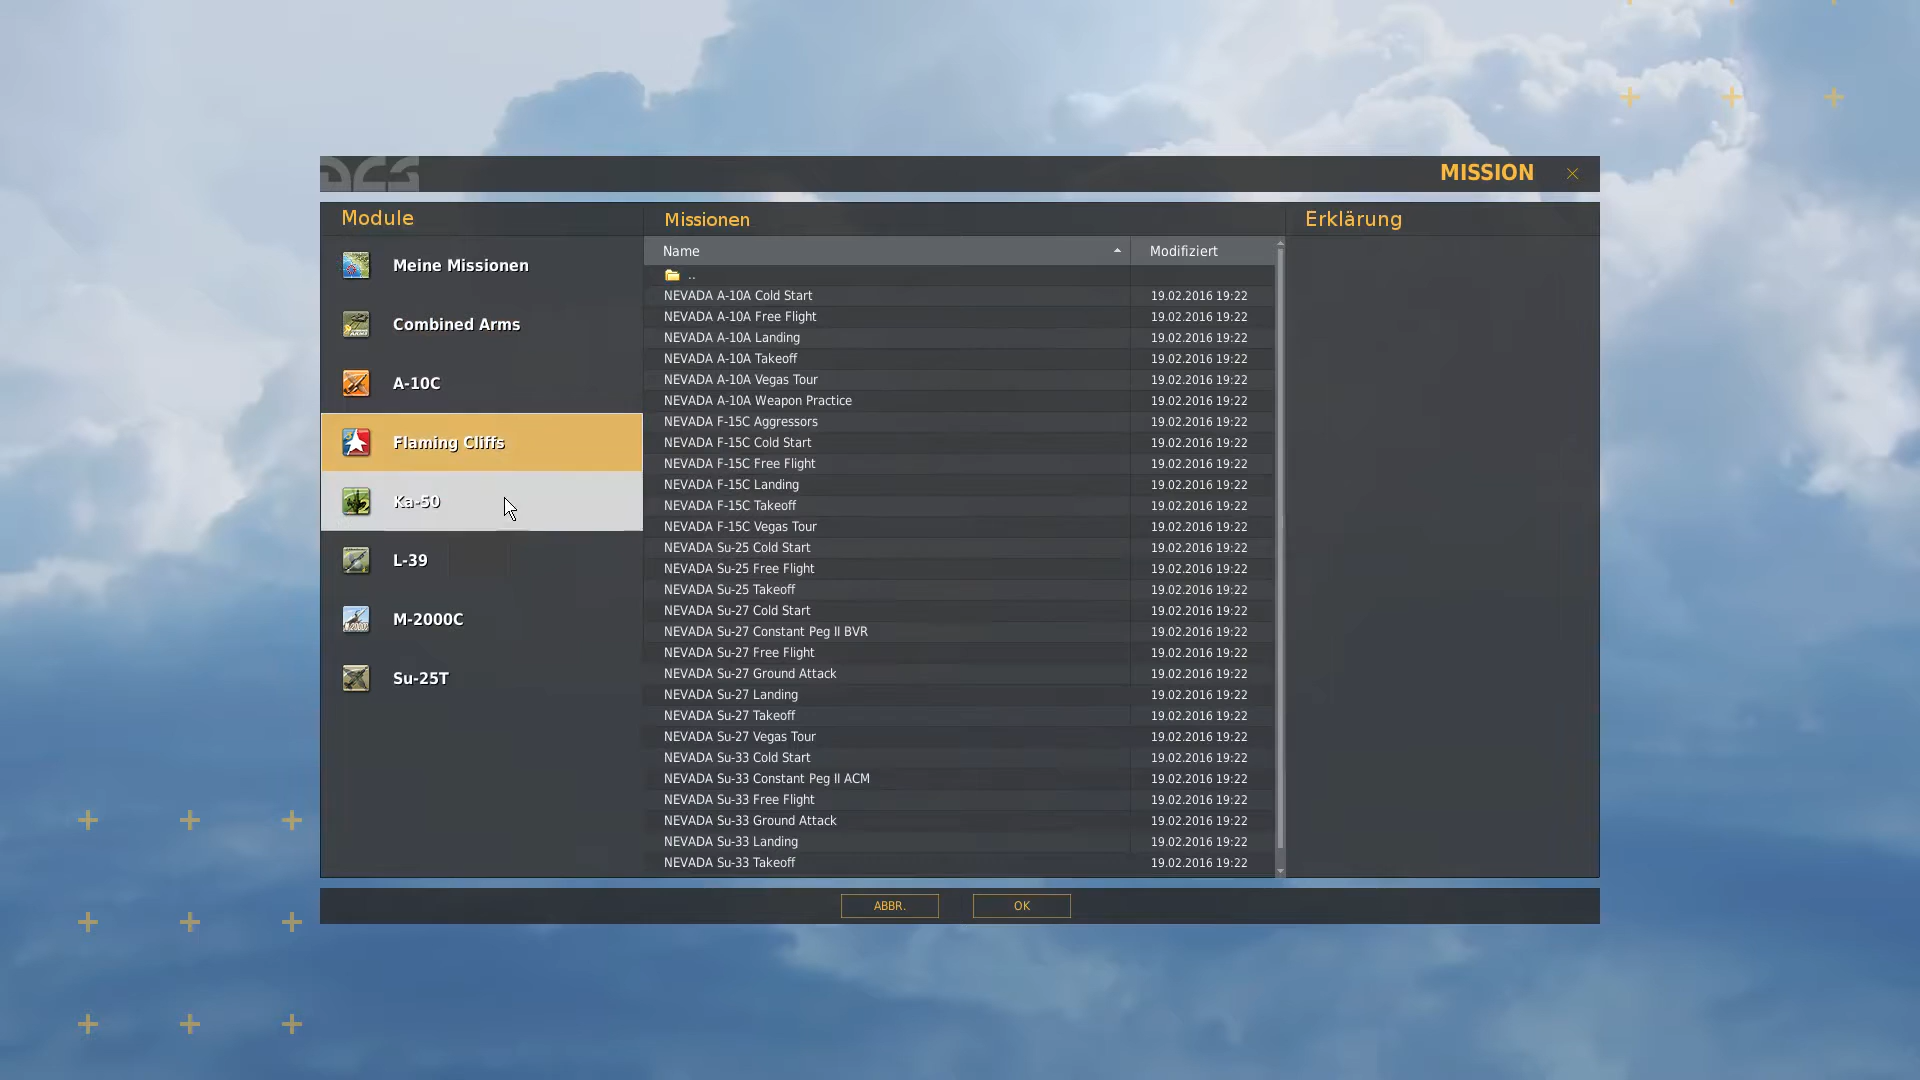 DCS
MISSION
Module
Missionen
Erklärung
Meine Missionen
Combined Arms
A-10C
Flaming Cliffs
Ka-50
L-39
M-2000C
Su-25T
Name Modifiziert
..
NEVADA A-10A Cold Start 19.02.2016 19:22
NEVADA A-10A Free Flight 19.02.2016 19:22
NEVADA A-10A Landing 19.02.2016 19:22
NEVADA A-10A Takeoff 19.02.2016 19:22
NEVADA A-10A Vegas Tour 19.02.2016 19:22
NEVADA A-10A Weapon Practice 19.02.2016 19:22
NEVADA F-15C Aggressors 19.02.2016 19:22
NEVADA F-15C Cold Start 19.02.2016 19:22
NEVADA F-15C Free Flight 19.02.2016 19:22
NEVADA F-15C Landing 19.02.2016 19:22
NEVADA F-15C Takeoff 19.02.2016 19:22
NEVADA F-15C Vegas Tour 19.02.2016 19:22
NEVADA Su-25 Cold Start 19.02.2016 19:22
NEVADA Su-25 Free Flight 19.02.2016 19:22
NEVADA Su-25 Takeoff 19.02.2016 19:22
NEVADA Su-27 Cold Start 19.02.2016 19:22
NEVADA Su-27 Constant Peg II BVR 19.02.2016 19:22
NEVADA Su-27 Free Flight 19.02.2016 19:22
NEVADA Su-27 Ground Attack 19.02.2016 19:22
NEVADA Su-27 Landing 19.02.2016 19:22
NEVADA Su-27 Takeoff 19.02.2016 19:22
NEVADA Su-27 Vegas Tour 19.02.2016 19:22
NEVADA Su-33 Cold Start 19.02.2016 19:22
NEVADA Su-33 Constant Peg II ACM 19.02.2016 19:22
NEVADA Su-33 Free Flight 19.02.2016 19:22
NEVADA Su-33 Ground Attack 19.02.2016 19:22
NEVADA Su-33 Landing 19.02.2016 19:22
NEVADA Su-33 Takeoff 19.02.2016 19:22
ABBR. OK